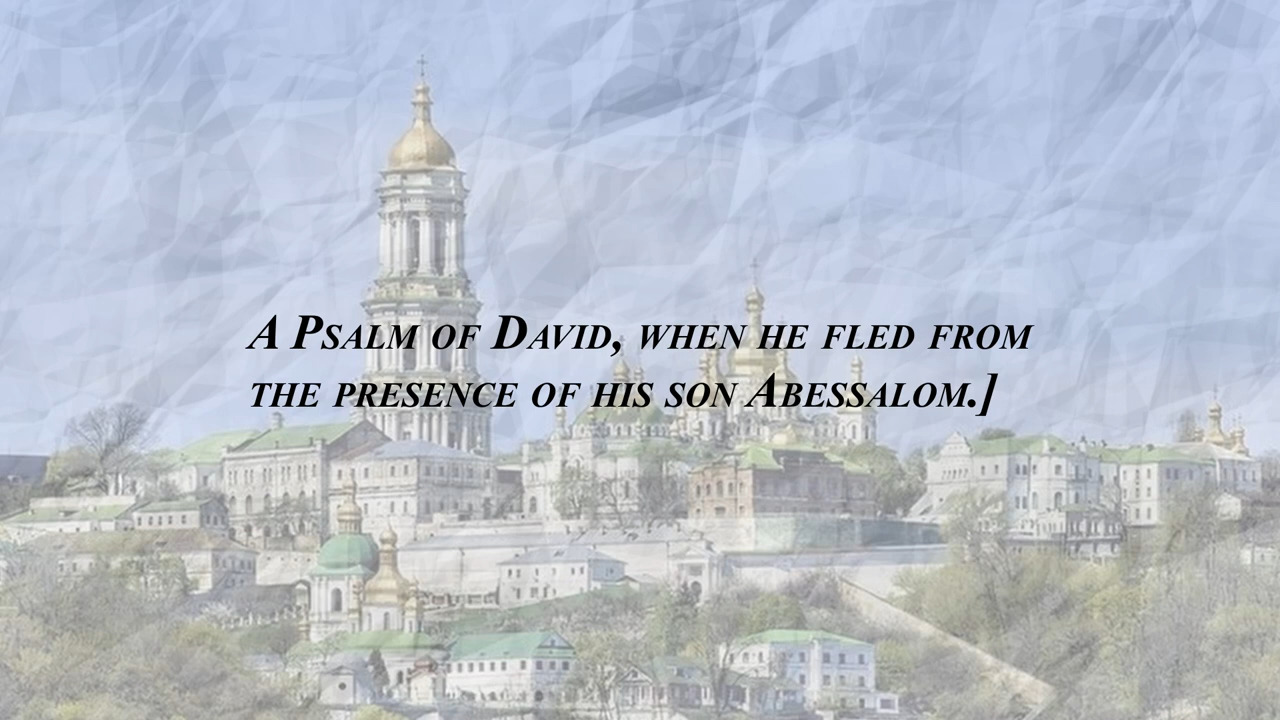 A Psalm of David, when he fled from
the presence of his son Abessalom.]